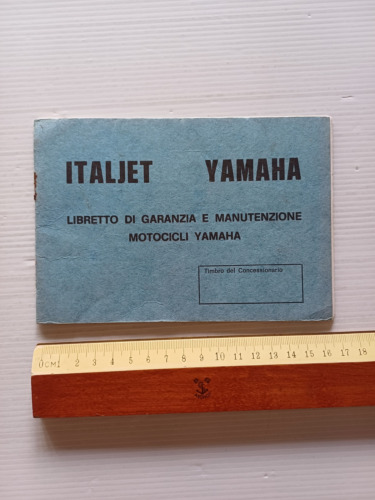 ITALJET YAMAHA
LIBRETTO DI GARANZIA E MANUTENZIONE
MOTOCICLI YAMAHA
Timbro del Concessionario
0 CM 1 2 3 4 5 6 7 8 9 10 11 12 13 14 15 16 17 18